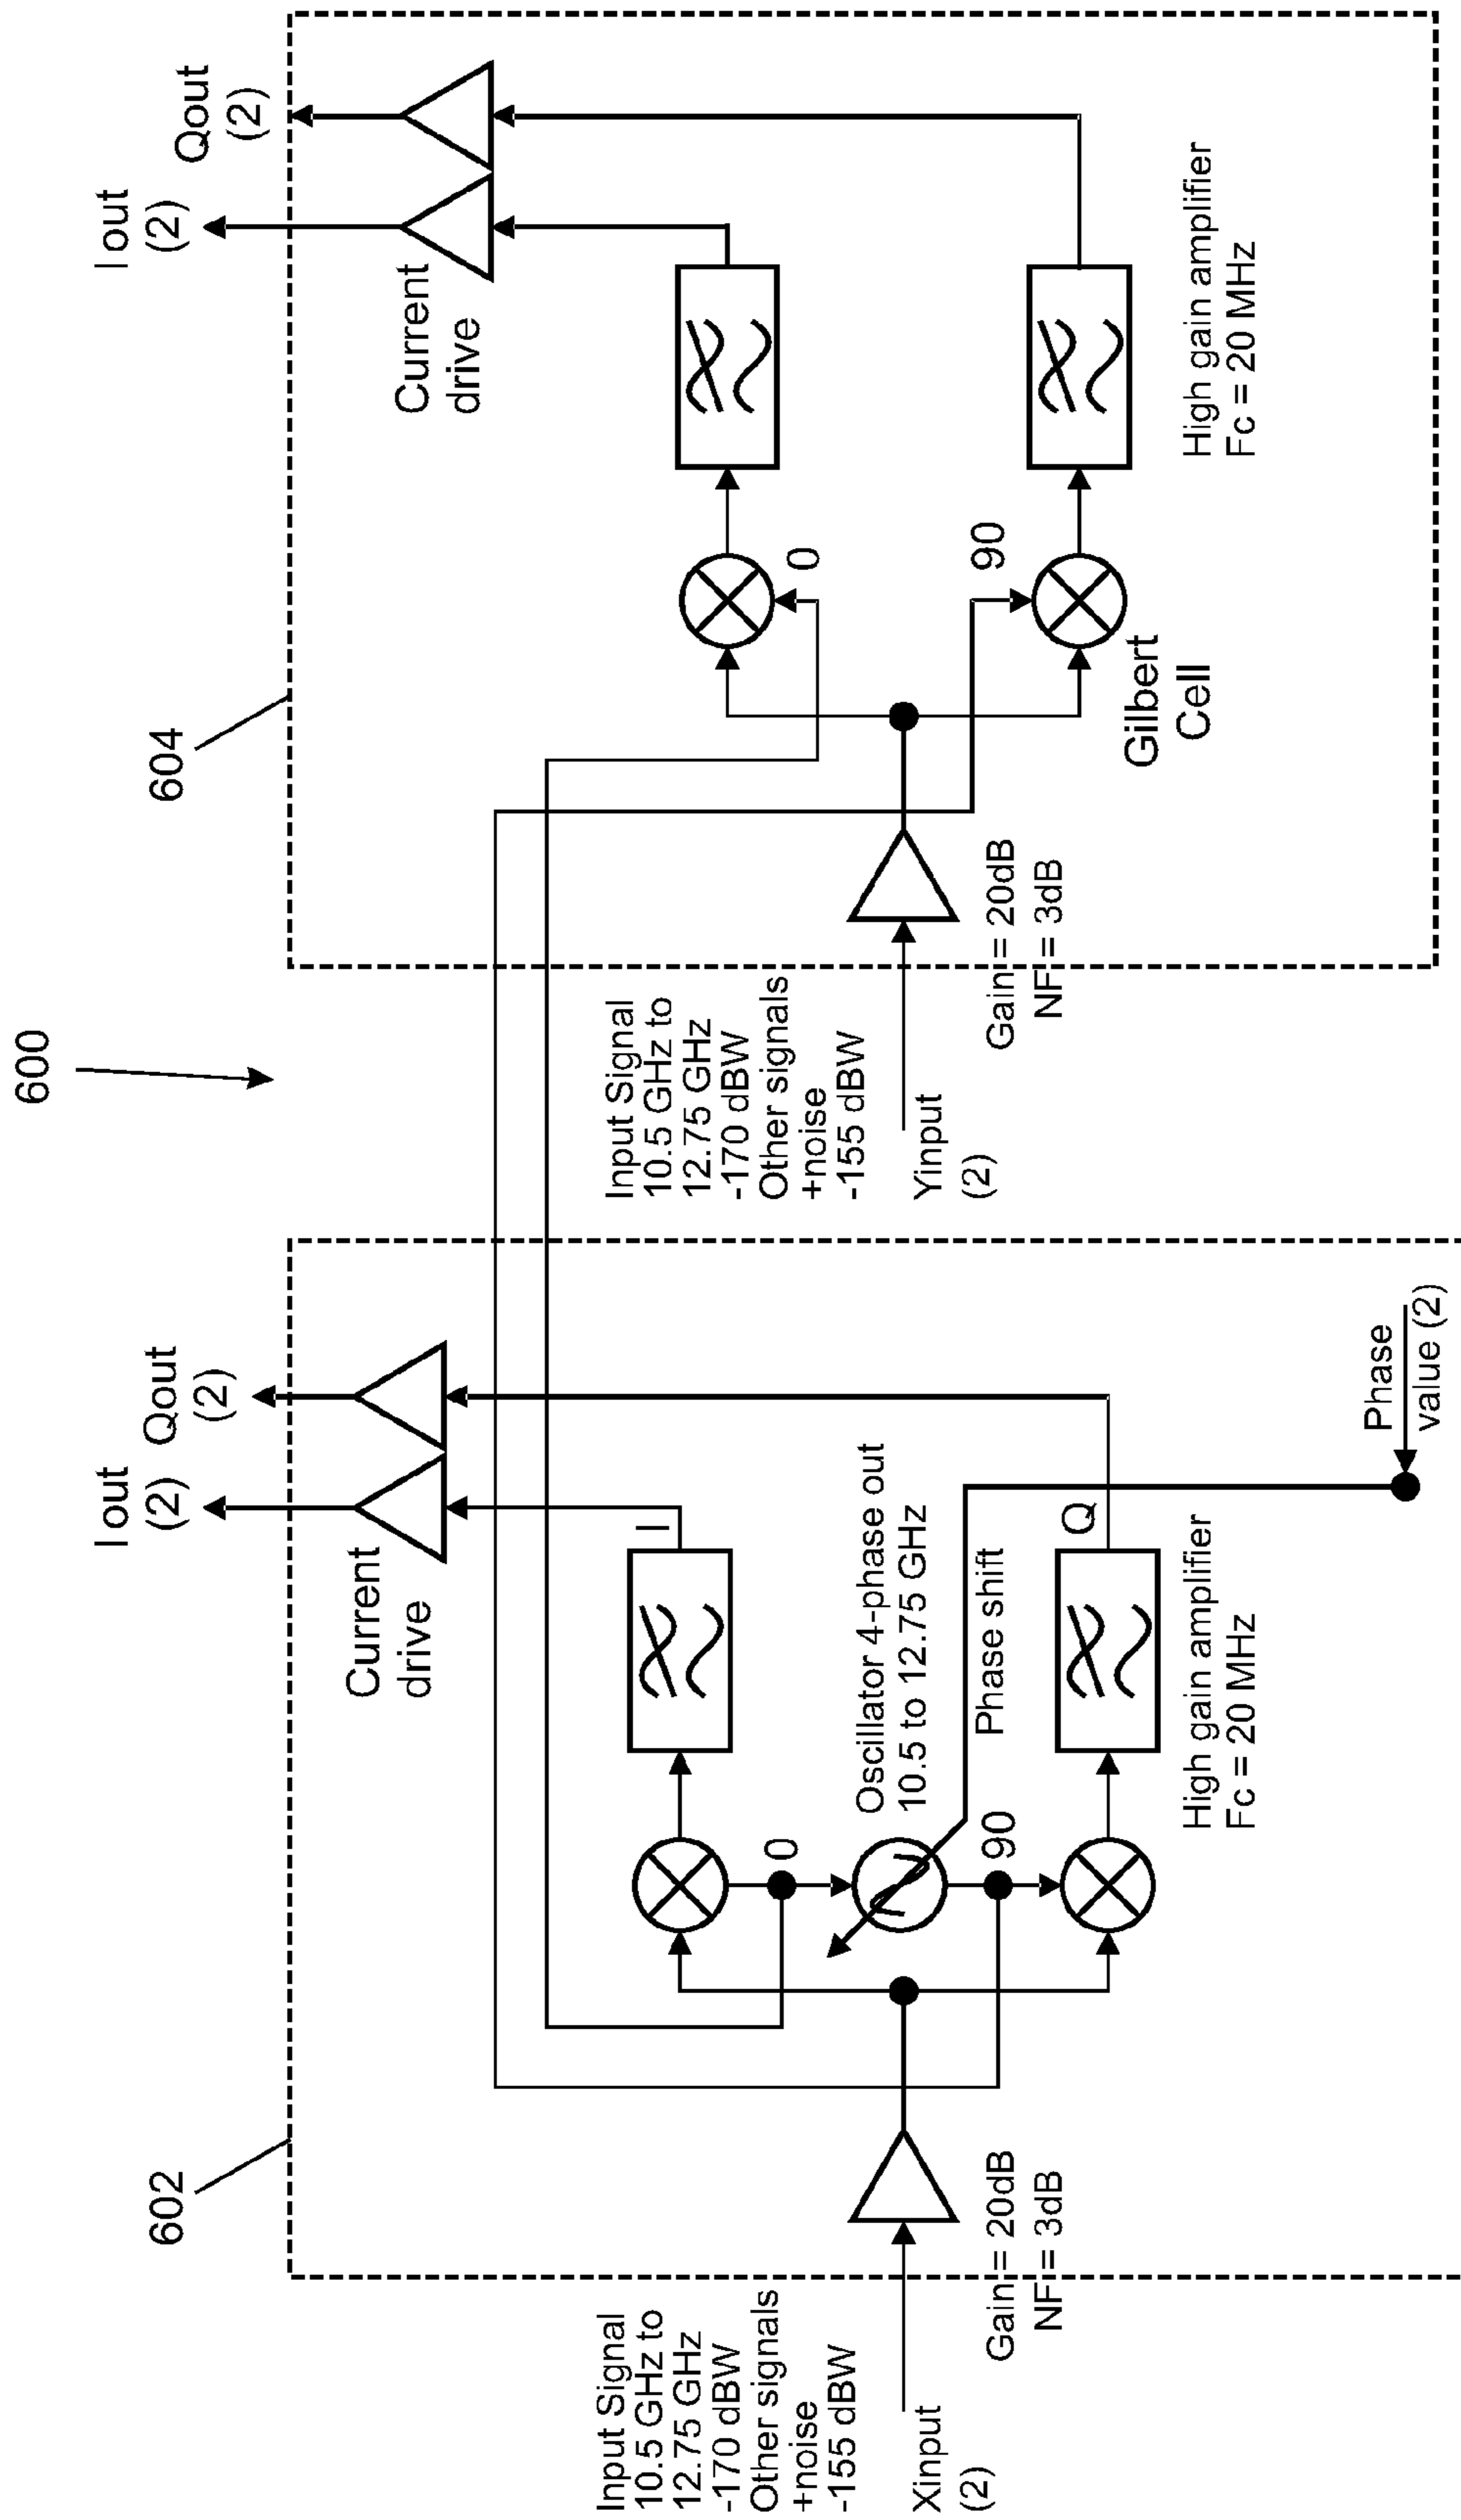 600
602
Iout
(2)
Qout
(2)
Current
drive
I
Input Signal
10.5 GHz to
12.75 GHz
-170 dBW
Other signals
+noise
-155 dBW
Xinput
(2)
Gain = 20dB
NF = 3dB
0
90
Oscillator 4-phase out
10.5 to 12.75 GHz
Phase shift
Q
High gain amplifier
Fc = 20 MHz
Phase
value (2)
604
Iout
(2)
Qout
(2)
Current
drive
Input Signal
10.5 GHz to
12.75 GHz
-170 dBW
Other signals
+noise
-155 dBW
Yinput
(2)
Gain = 20dB
NF = 3dB
0
90
Gilbert
Cell
High gain amplifier
Fc = 20 MHz